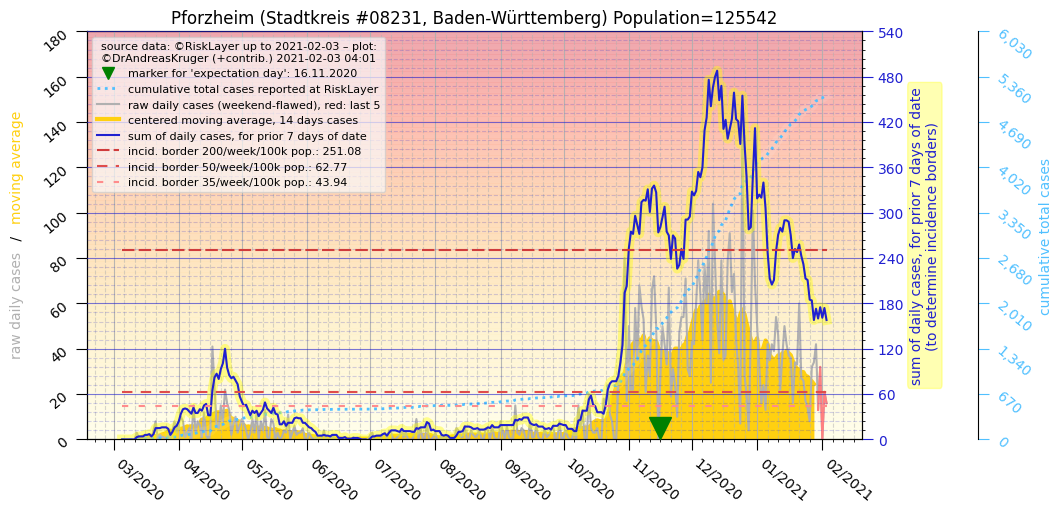 Pforzheim (Stadtkreis #08231, Baden-Württemberg) Population=125542
source data: ©RiskLayer up to 2021-02-03 – plot:
©DrAndreasKruger (+contrib.) 2021-02-03 04:01
marker for 'expectation day': 16.11.2020
cumulative total cases reported at RiskLayer
raw daily cases (weekend-flawed), red: last 5
centered moving average, 14 days cases
sum of daily cases, for prior 7 days of date
incid. border 200/week/100k pop.: 251.08
incid. border 50/week/100k pop.: 62.77
incid. border 35/week/100k pop.: 43.94
raw daily cases / moving average
180
160
140
120
100
80
60
40
20
0
03/2020
04/2020
05/2020
06/2020
07/2020
08/2020
09/2020
10/2020
11/2020
12/2020
01/2021
02/2021
540
480
420
360
300
240
180
120
60
0
sum of daily cases, for prior 7 days of date
(to determine incidence borders)
6,030
5,360
4,690
4,020
3,350
2,680
2,010
1,340
670
0
cumulative total cases